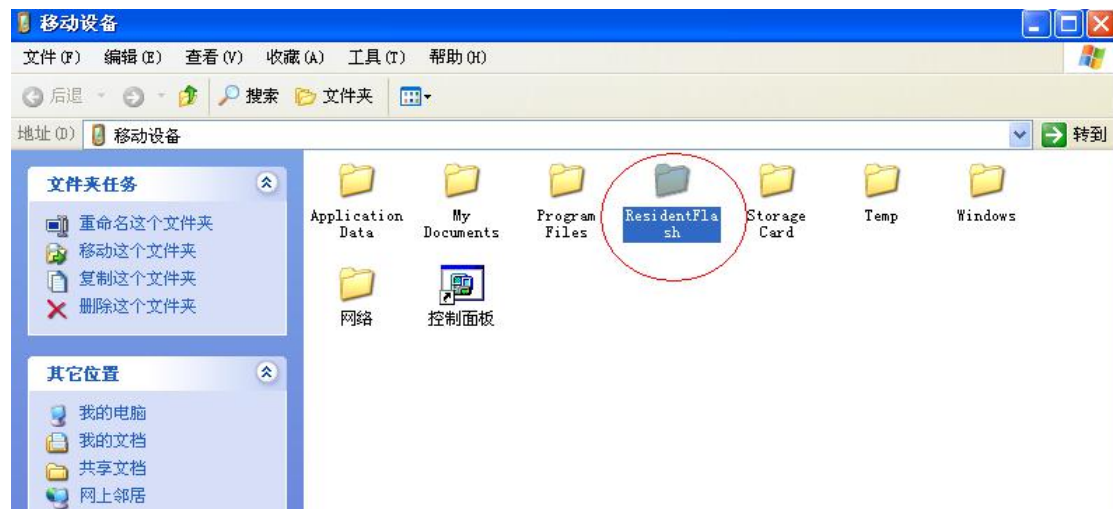 移动设备
文件(F) 编辑(E) 查看(V) 收藏(A) 工具(T) 帮助(H)
后退 搜索 文件夹
地址(D) 移动设备 转到
文件夹任务
重命名这个文件夹
移动这个文件夹
复制这个文件夹
删除这个文件夹
其它位置
我的电脑
我的文档
共享文档
网上邻居
Application
Data
My
Documents
Program
Files
ResidentFla
sh
Storage
Card
Temp
Windows
网络
控制面板